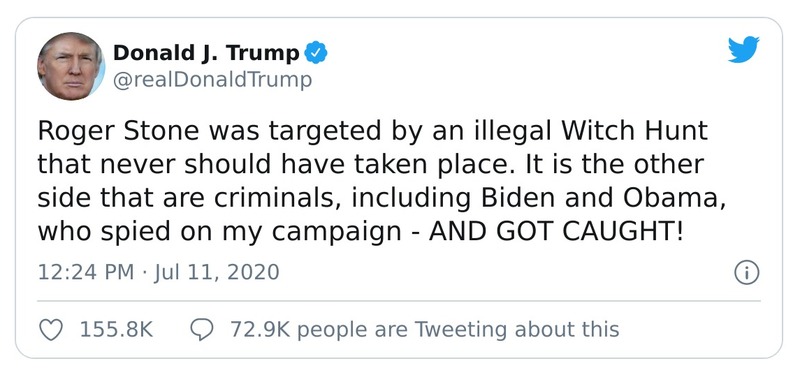 Donald J. Trump
@realDonaldTrump
Roger Stone was targeted by an illegal Witch Hunt
that never should have taken place. It is the other
side that are criminals, including Biden and Obama,
who spied on my campaign - AND GOT CAUGHT!
12:24 PM · Jul 11, 2020
155.8K 72.9K people are Tweeting about this